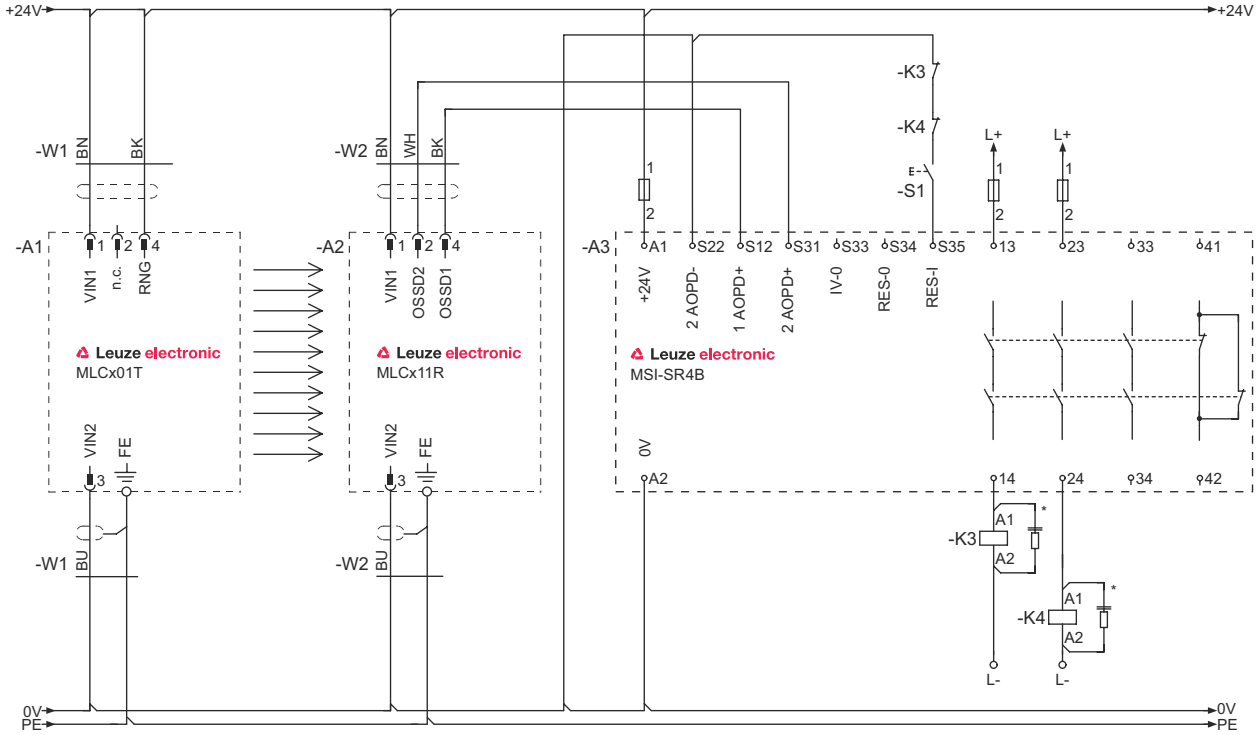 +24V
+24V
-K3
-K4
L+
L+
-W1
BN
BK
-W2
BN
WH
BK
1
2
E
-S1
1
2
1
2
-A1
1
2
4
-A2
1
2
4
-A3
A1
S22
S12
S31
S33
S34
S35
13
23
33
41
VIN1
n.c.
RNG
VIN1
OSSD2
OSSD1
+24V
2 AOPD-
1 AOPD+
2 AOPD+
IV-0
RES-0
RES-I
Leuze electronic
MLCx01T
Leuze electronic
MLCx11R
Leuze electronic
MSI-SR4B
VIN2
FE
VIN2
FE
0V
3
3
A2
14
24
34
42
-K3
A1
A2
*
-W1
BU
-W2
BU
-K4
A1
A2
*
L-
L-
0V
0V
PE
PE